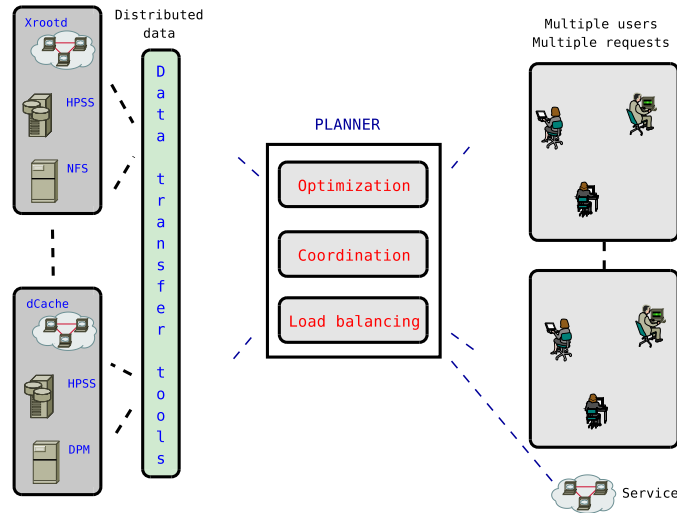 Xrootd
HPSS
NFS
dCache
HPSS
DPM
Distributed
data
Data transfer tools
PLANNER
Optimization
Coordination
Load balancing
Multiple users
Multiple requests
Service